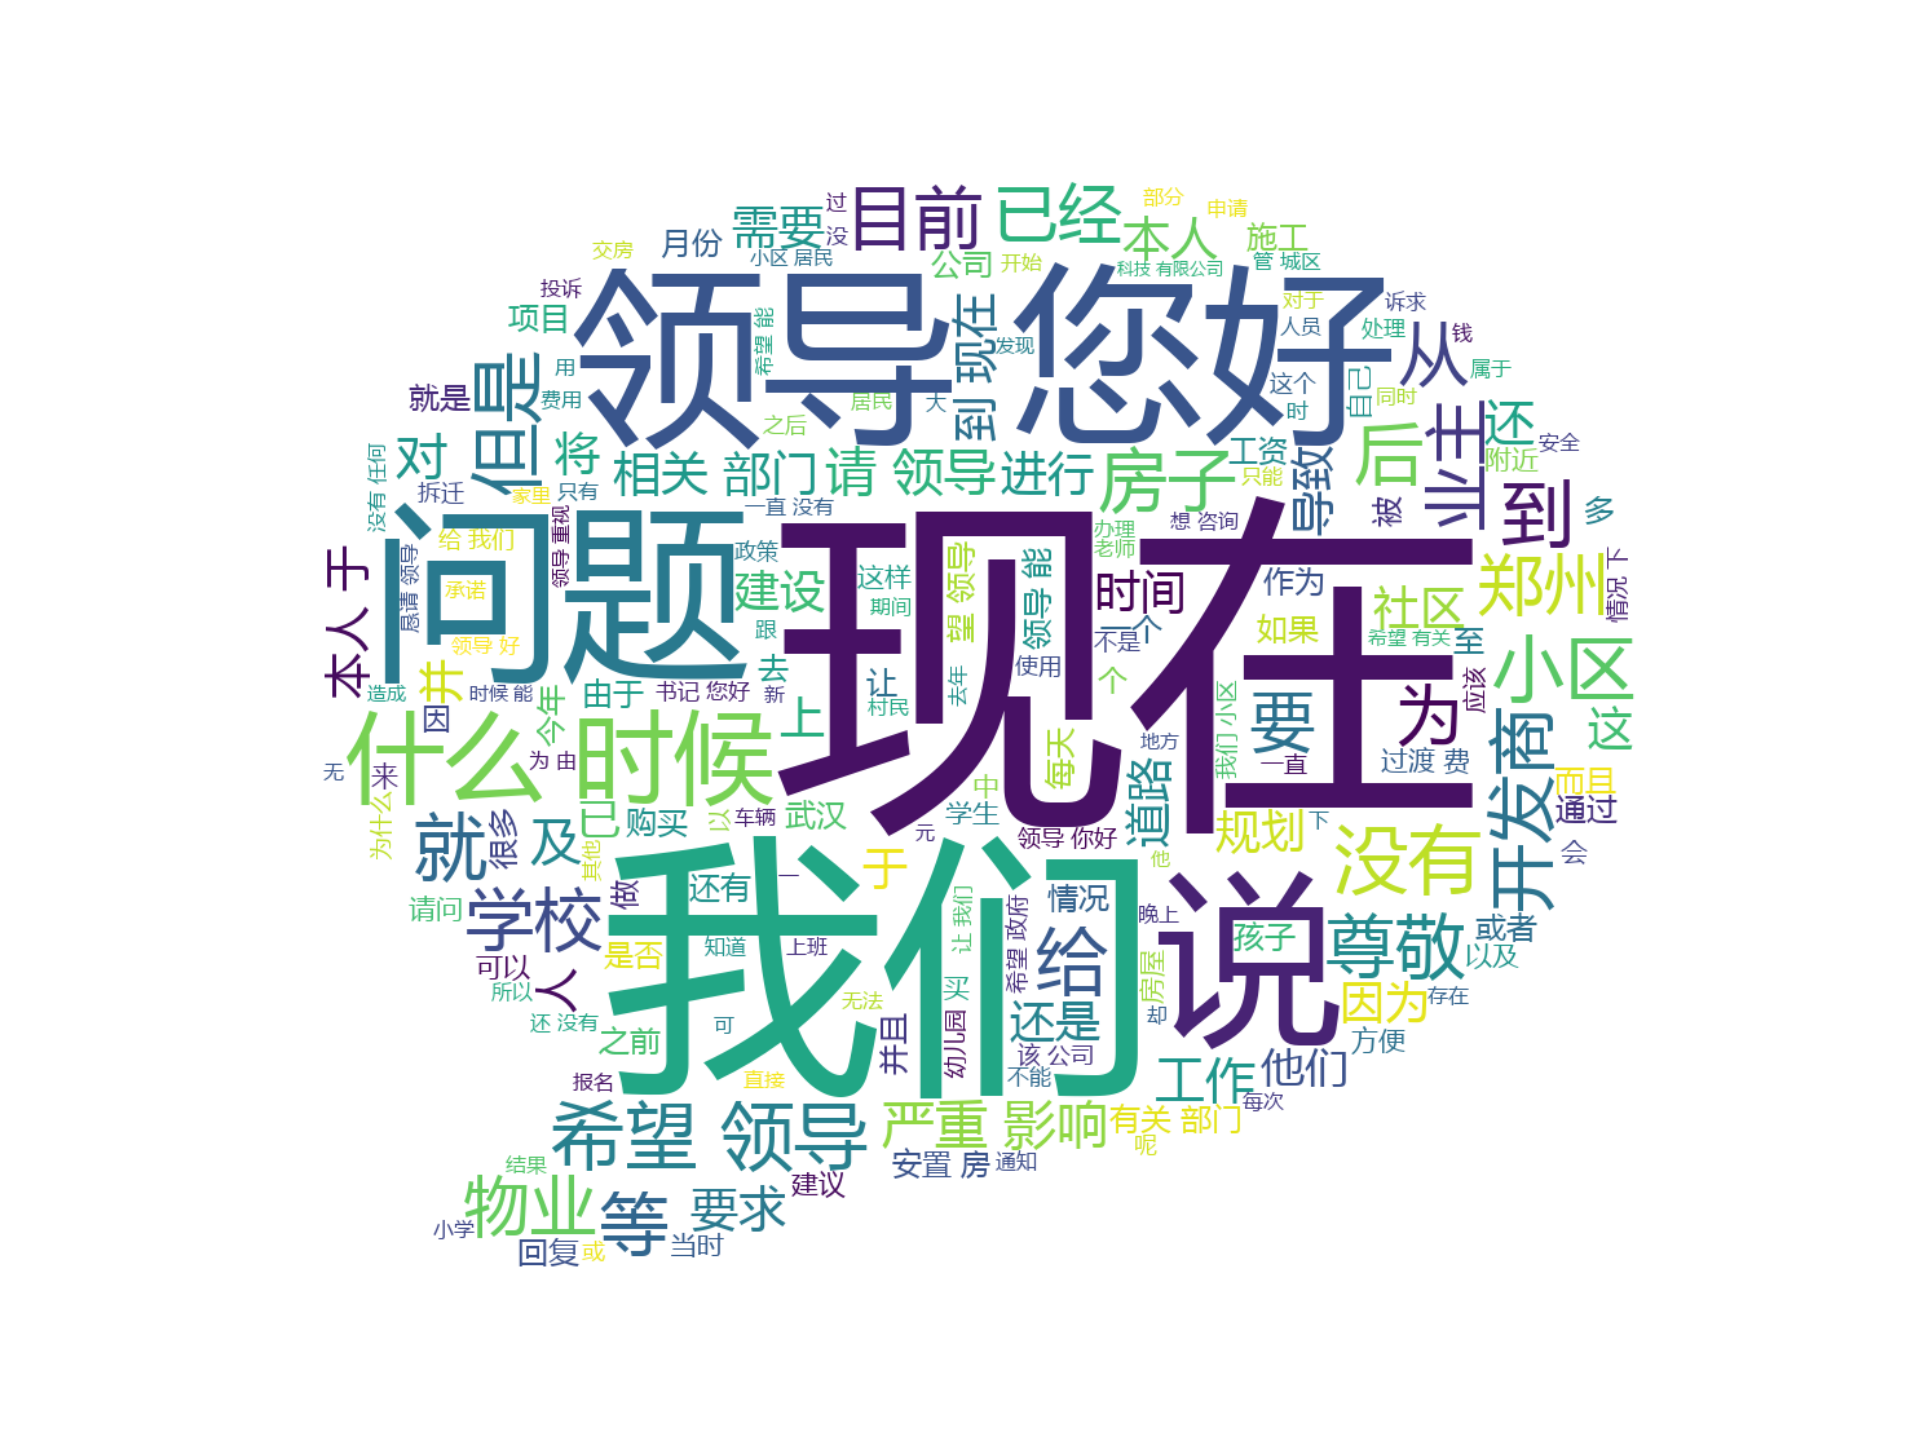 过
没
目前
已经
部分
申请
需要
月份
小区 居民
公司
开始
本人
施工
科技 有限公司
管 城区
交房
投诉
项目
领导 您好
希望 能
到 现在
发现
对于
诉求
人员
处理
从
钱
属于
用
费用
就是
但是
居民
大
之后
这个
时
自己
同时
业主
还
安全
附近
对
将
相关 部门
请 领导
进行
房子
工资
只能
导致
后
没有 任何
拆迁
家里
只有
一直 没有
想 咨询
被
到
多
问题
现在
给 我们
领导 重视
恳请 领导
承诺
领导 好
政策
建设
这样
期间
跟
望 领导
领导 能
办理
老师
时间
一个
不是
作为
如果
社区
希望 有关
至
郑州
情况 下
本人 于
造成
并
时候 能
因
今年
由于
书记 您好
新
去
上
让
村民
去年
使用
个
我们 小区
要
为
应该
小区
这
无
来
什么 时候
为 由
每天
地方
道路
一直
过渡 费
开发商
而且
通过
会
为什么
就
很多
及
已
购买
以
车辆
武汉
中
学生
元
领导 你好
规划
下
没有
其他
于
他
请问
学校
做
还有
一
我们
让 我们
希望 政府
情况
晚上
说
孩子
尊敬
或者
以及
可以
所以
人
是否
知道
上班
给
房屋
因为
存在
还 没有
之前
可
无法
买
并且
幼儿园
还是
却
该 公司
不能
方便
报名
直接
工作
他们
每次
希望 领导
严重 影响
有关 部门
呢
结果
安置 房
通知
物业
等
要求
建议
小学
回复
或
当时